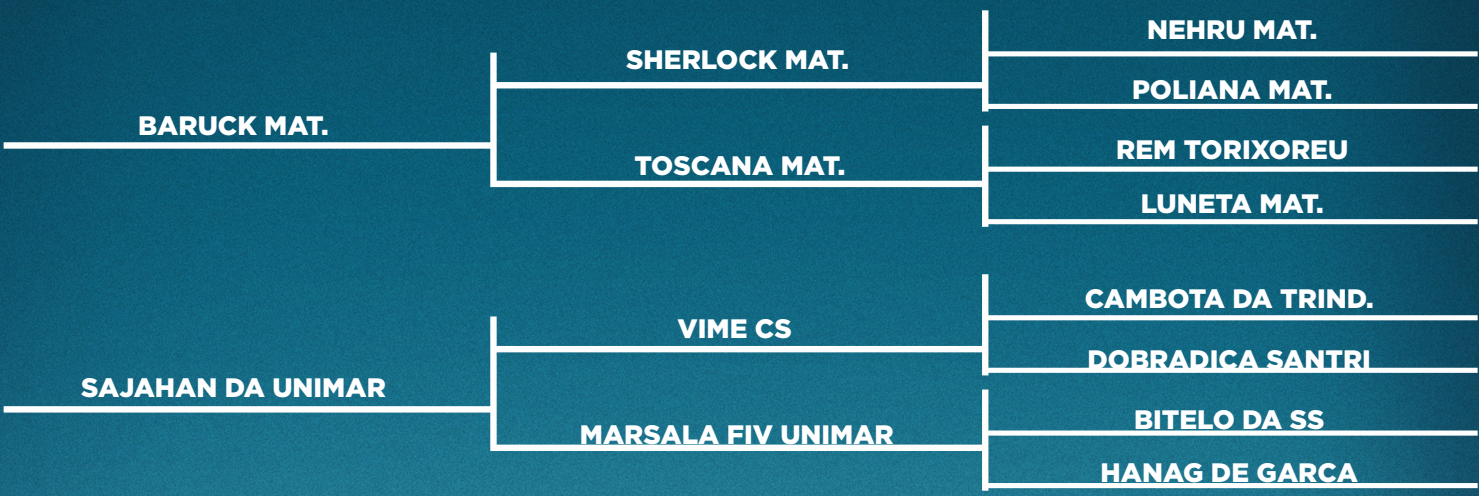 NEHRU MAT.
SHERLOCK MAT.
POLIANA MAT.
BARUCK MAT.
REM TORIXOREU
TOSCANA MAT.
LUNETA MAT.
CAMBOTA DA TRIND.
VIME CS
DOBRADICA SANTRI
SAJAHAN DA UNIMAR
BITELO DA SS
MARSALA FIV UNIMAR
HANAG DE GARCA